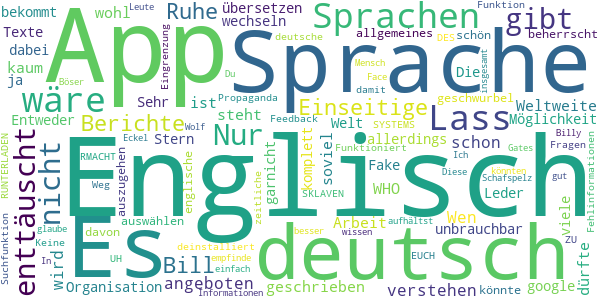 bekommt wohl Ruhe übersetzen Sprachen gibt Funktion Leute
Texte dabei App wechseln allgemeines schön beherrscht
ja kaum Eingrenzung Du deutsche Mensch Face DES Die insgesamt
wäre Sehr ist Propaganda Sprache damit geschwurbel Böser
Entweder Berichte steht Feedback Einseitige Lass Weltweite Möglichkeit
enttäuscht nicht Stern Nur Welt allerdings schon Billy
RUNTERLADEN auszugehen Eckel Wolf soviel Funktioniert SYSTEMS Ich Gates Fragen
RMACHT garnicht komplett Fake Diese könnten Fehlinformationen
Weg Englisch SKLAVEN WHO Leder Schafspelz gut
Suchfunktion auswählen englische zeitliche Arbeit Wen aufhältst viele
Keine davon besser wissen unbrauchbar zu
glaube In wird Es Bill deinstalliert deutsch EUCH dürfte
UH empfinde geschrieben verstehen google
Organisation angeboten einfach Informationen könnte